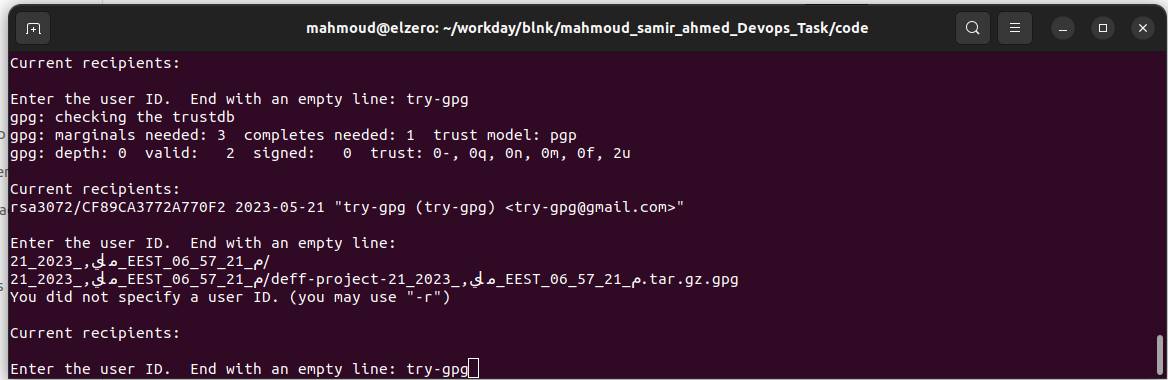 mahmoud@elzero: ~/workday/blnk/mahmoud_samir_ahmed_Devops_Task/code
Current recipients:
Enter the user ID.  End with an empty line: try-gpg
gpg: checking the trustdb
gpg: marginals needed: 3  completes needed: 1  trust model: pgp
gpg: depth: 0  valid:   2  signed:   0  trust: 0-, 0q, 0n, 0m, 0f, 2u
Current recipients:
rsa3072/CF89CA3772A770F2 2023-05-21 "try-gpg (try-gpg) <try-gpg@gmail.com>"
Enter the user ID.  End with an empty line:
21_2023_,ماي_EEST_06_57_21_م/
21_2023_,ماي_EEST_06_57_21_م/deff-project-21_2023_,ماي_EEST_06_57_21_م.tar.gz.gpg
You did not specify a user ID. (you may use "-r")
Current recipients:
Enter the user ID.  End with an empty line: try-gpg